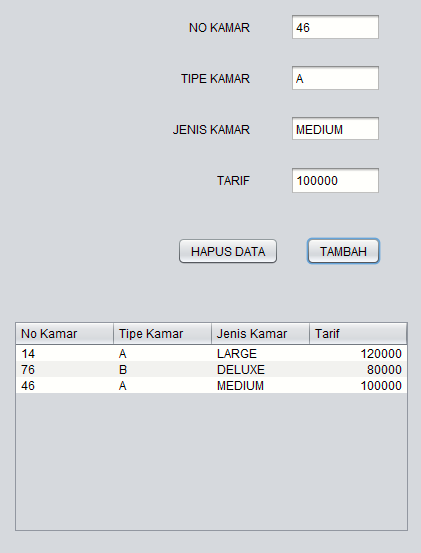 NO KAMAR 46
TIPE KAMAR A
JENIS KAMAR MEDIUM
TARIF 100000
HAPUS DATA TAMBAH
No Kamar Tipe Kamar Jenis Kamar Tarif
14 A LARGE 120000
76 B DELUXE 80000
46 A MEDIUM 100000